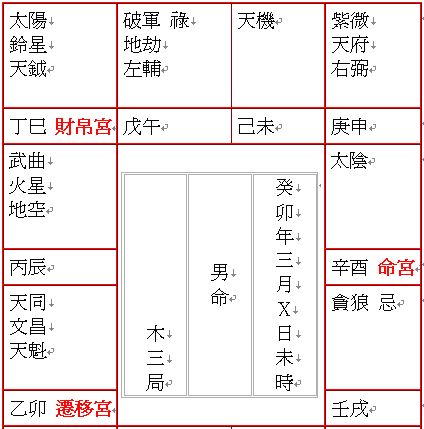 太陽
鈴星
天鉞
丁巳 財帛宮
破軍 祿
地劫
左輔
戊午
天機
己未
紫微
天府
右弼
庚申
武曲
火星
地空
丙辰
太陰
辛酉 命宮
癸卯年三月X日未時
男命
木三局
天同
文昌
天魁
乙卯 遷移宮
貪狼 忌
壬戌